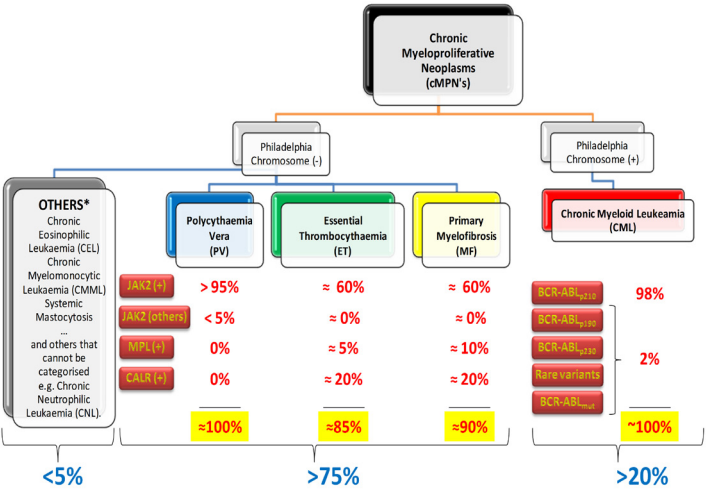 Chronic
Myeloproliferative
Neoplasms
(cMPN's)
Philadelphia
Chromosome (-)
Philadelphia
Chromosome (+)
OTHERS*
Chronic
Eosinophilic
Leukaemia (CEL)
Chronic
Myelomonocytic
Leukaemia (CMML)
Systemic
Mastocytosis
...
and others that
cannot be
categorised
e.g. Chronic
Neutrophilic
Leukaemia (CNL).
Polycythaemia
Vera
(PV)
Essential
Thrombocythaemia
(ET)
Primary
Myelofibrosis
(MF)
Chronic Myeloid Leukeamia
(CML)
JAK2 (+) > 95% ≈ 60% ≈ 60%
JAK2 (others) < 5% ≈ 0% ≈ 0%
MPL (+) 0% ≈ 5% ≈ 10%
CALR (+) 0% ≈ 20% ≈ 20%
≈100% ≈85% ≈90%
BCR-ABLp210 98%
BCR-ABLp190
BCR-ABLp230
2%
Rare variants
BCR-ABLmut
~100%
<5% >75% >20%